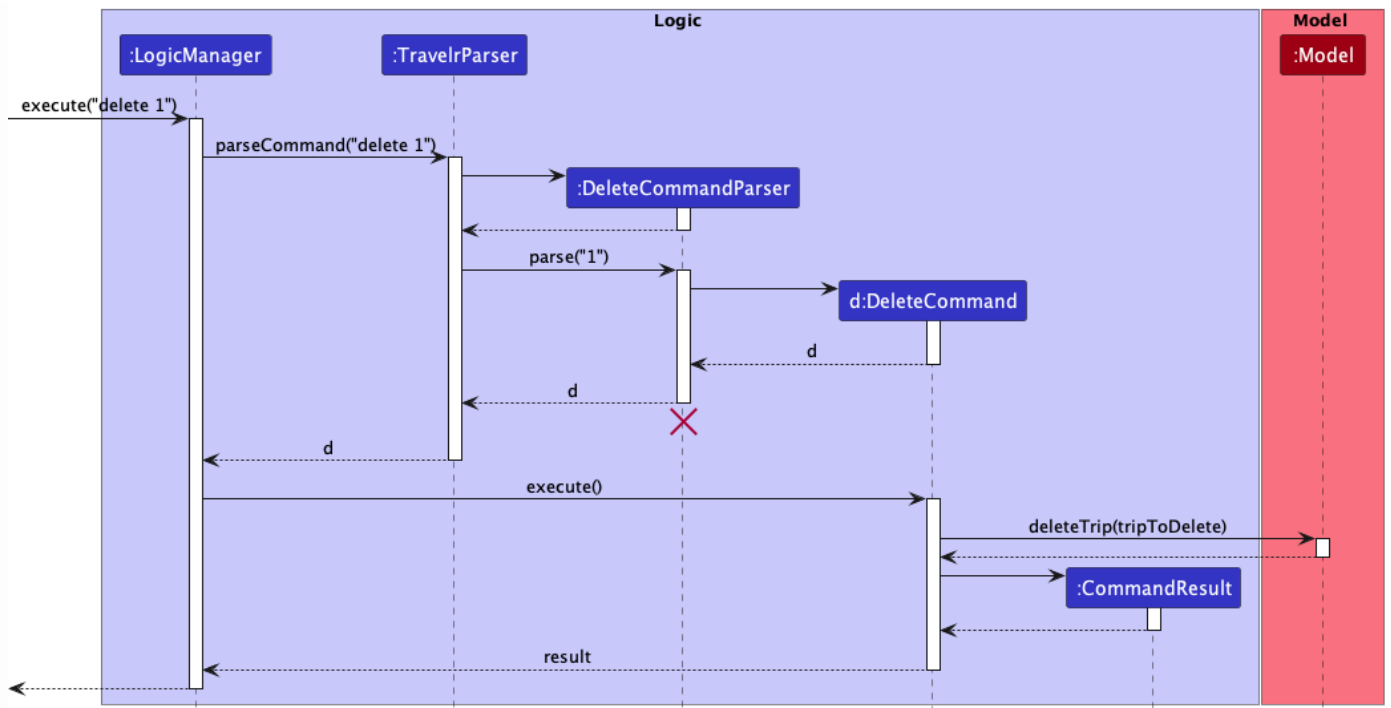 Logic
Model
:LogicManager
:TravelrParser
:Model
execute("delete 1")
parseCommand("delete 1")
:DeleteCommandParser
parse("1")
d:DeleteCommand
d
d
d
execute()
deleteTrip(tripToDelete)
:CommandResult
result